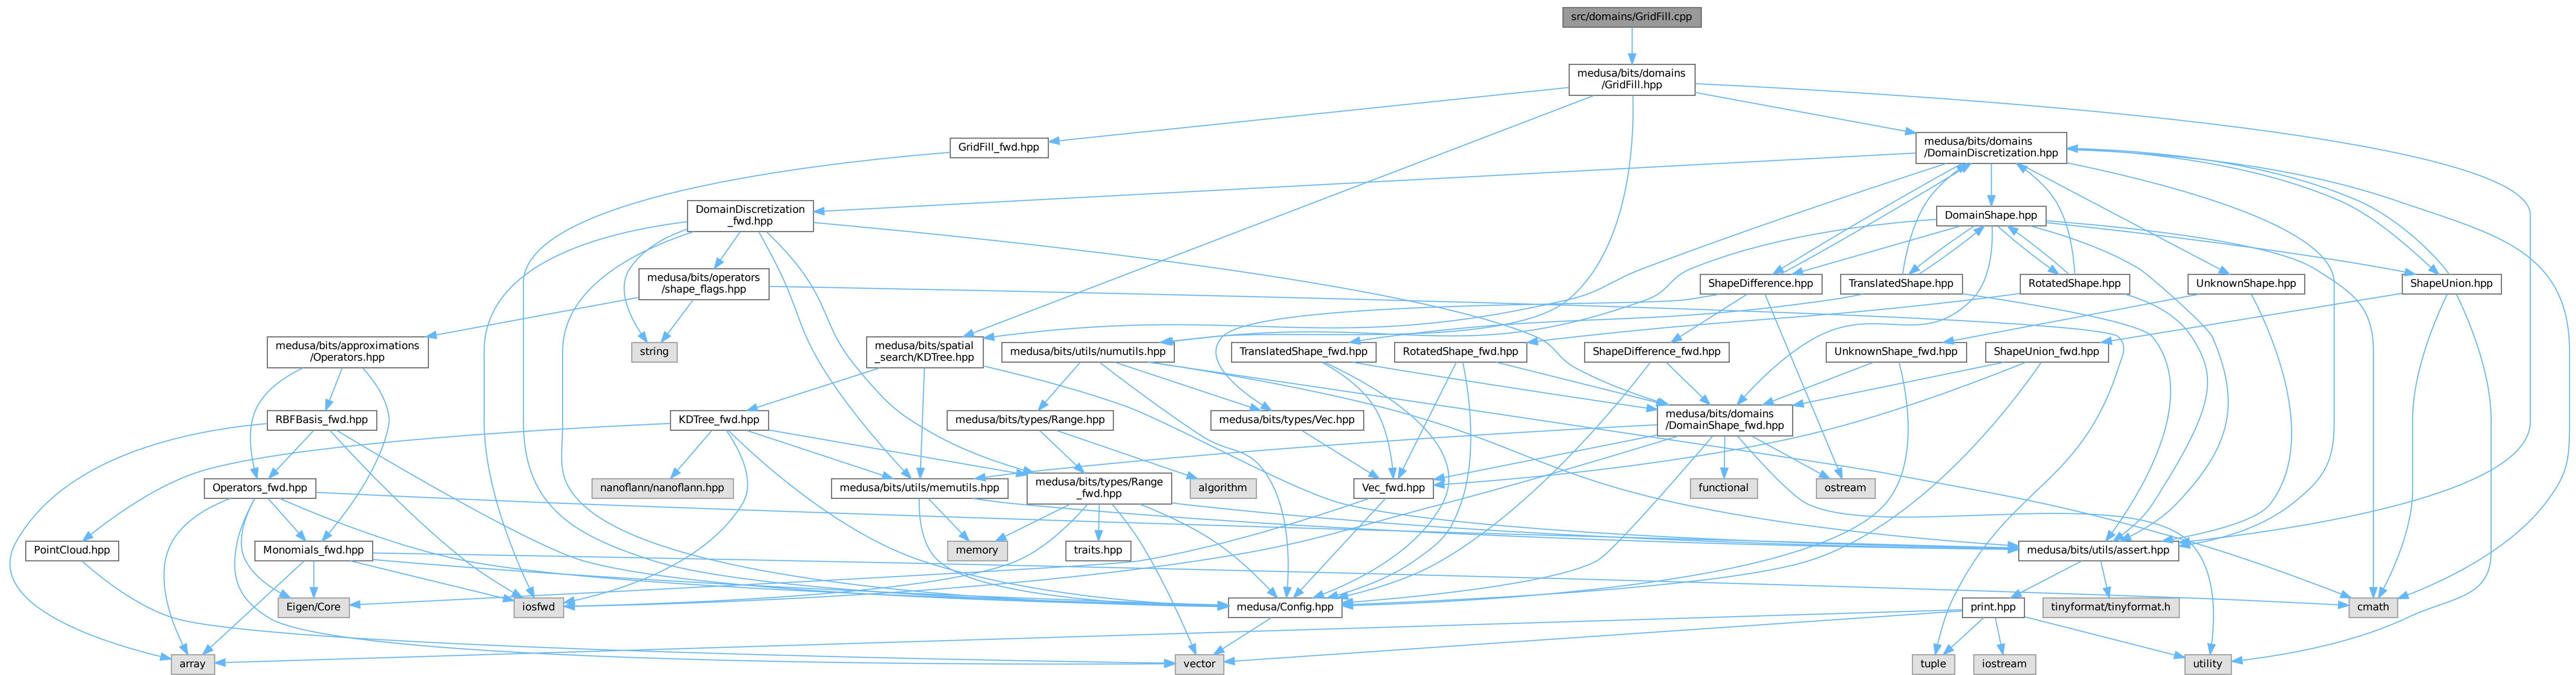 src/domains/GridFill.cpp
medusa/bits/domains
/GridFill.hpp
GridFill_fwd.hpp
medusa/bits/domains
/DomainDiscretization.hpp
DomainDiscretization
_fwd.hpp
DomainShape.hpp
medusa/bits/operators
/shape_flags.hpp
ShapeDifference.hpp
TranslatedShape.hpp
RotatedShape.hpp
UnknownShape.hpp
ShapeUnion.hpp
medusa/bits/approximations
/Operators.hpp
string
medusa/bits/spatial
_search/KDTree.hpp
medusa/bits/utils/numutils.hpp
TranslatedShape_fwd.hpp
RotatedShape_fwd.hpp
ShapeDifference_fwd.hpp
UnknownShape_fwd.hpp
ShapeUnion_fwd.hpp
RBFBasis_fwd.hpp
KDTree_fwd.hpp
medusa/bits/types/Range.hpp
medusa/bits/types/Vec.hpp
medusa/bits/domains
/DomainShape_fwd.hpp
Operators_fwd.hpp
nanoflann/nanoflann.hpp
medusa/bits/utils/memutils.hpp
medusa/bits/types/Range
_fwd.hpp
algorithm
Vec_fwd.hpp
functional
ostream
PointCloud.hpp
Monomials_fwd.hpp
memory
traits.hpp
medusa/bits/utils/assert.hpp
Eigen/Core
iosfwd
medusa/Config.hpp
print.hpp
tinyformat/tinyformat.h
cmath
array
vector
tuple
iostream
utility